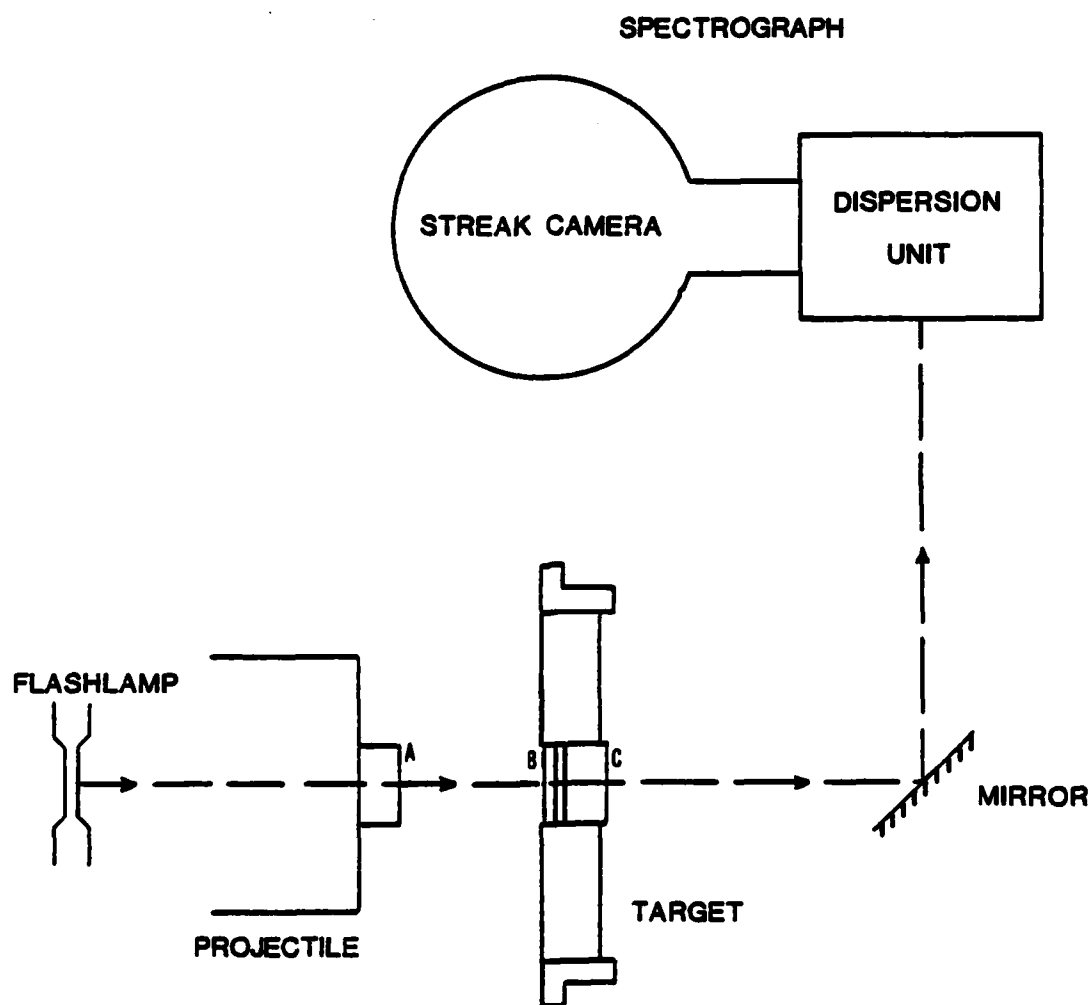 SPECTROGRAPH
STREAK CAMERA
DISPERSION
UNIT
FLASHLAMP
A
B
C
MIRROR
TARGET
PROJECTILE